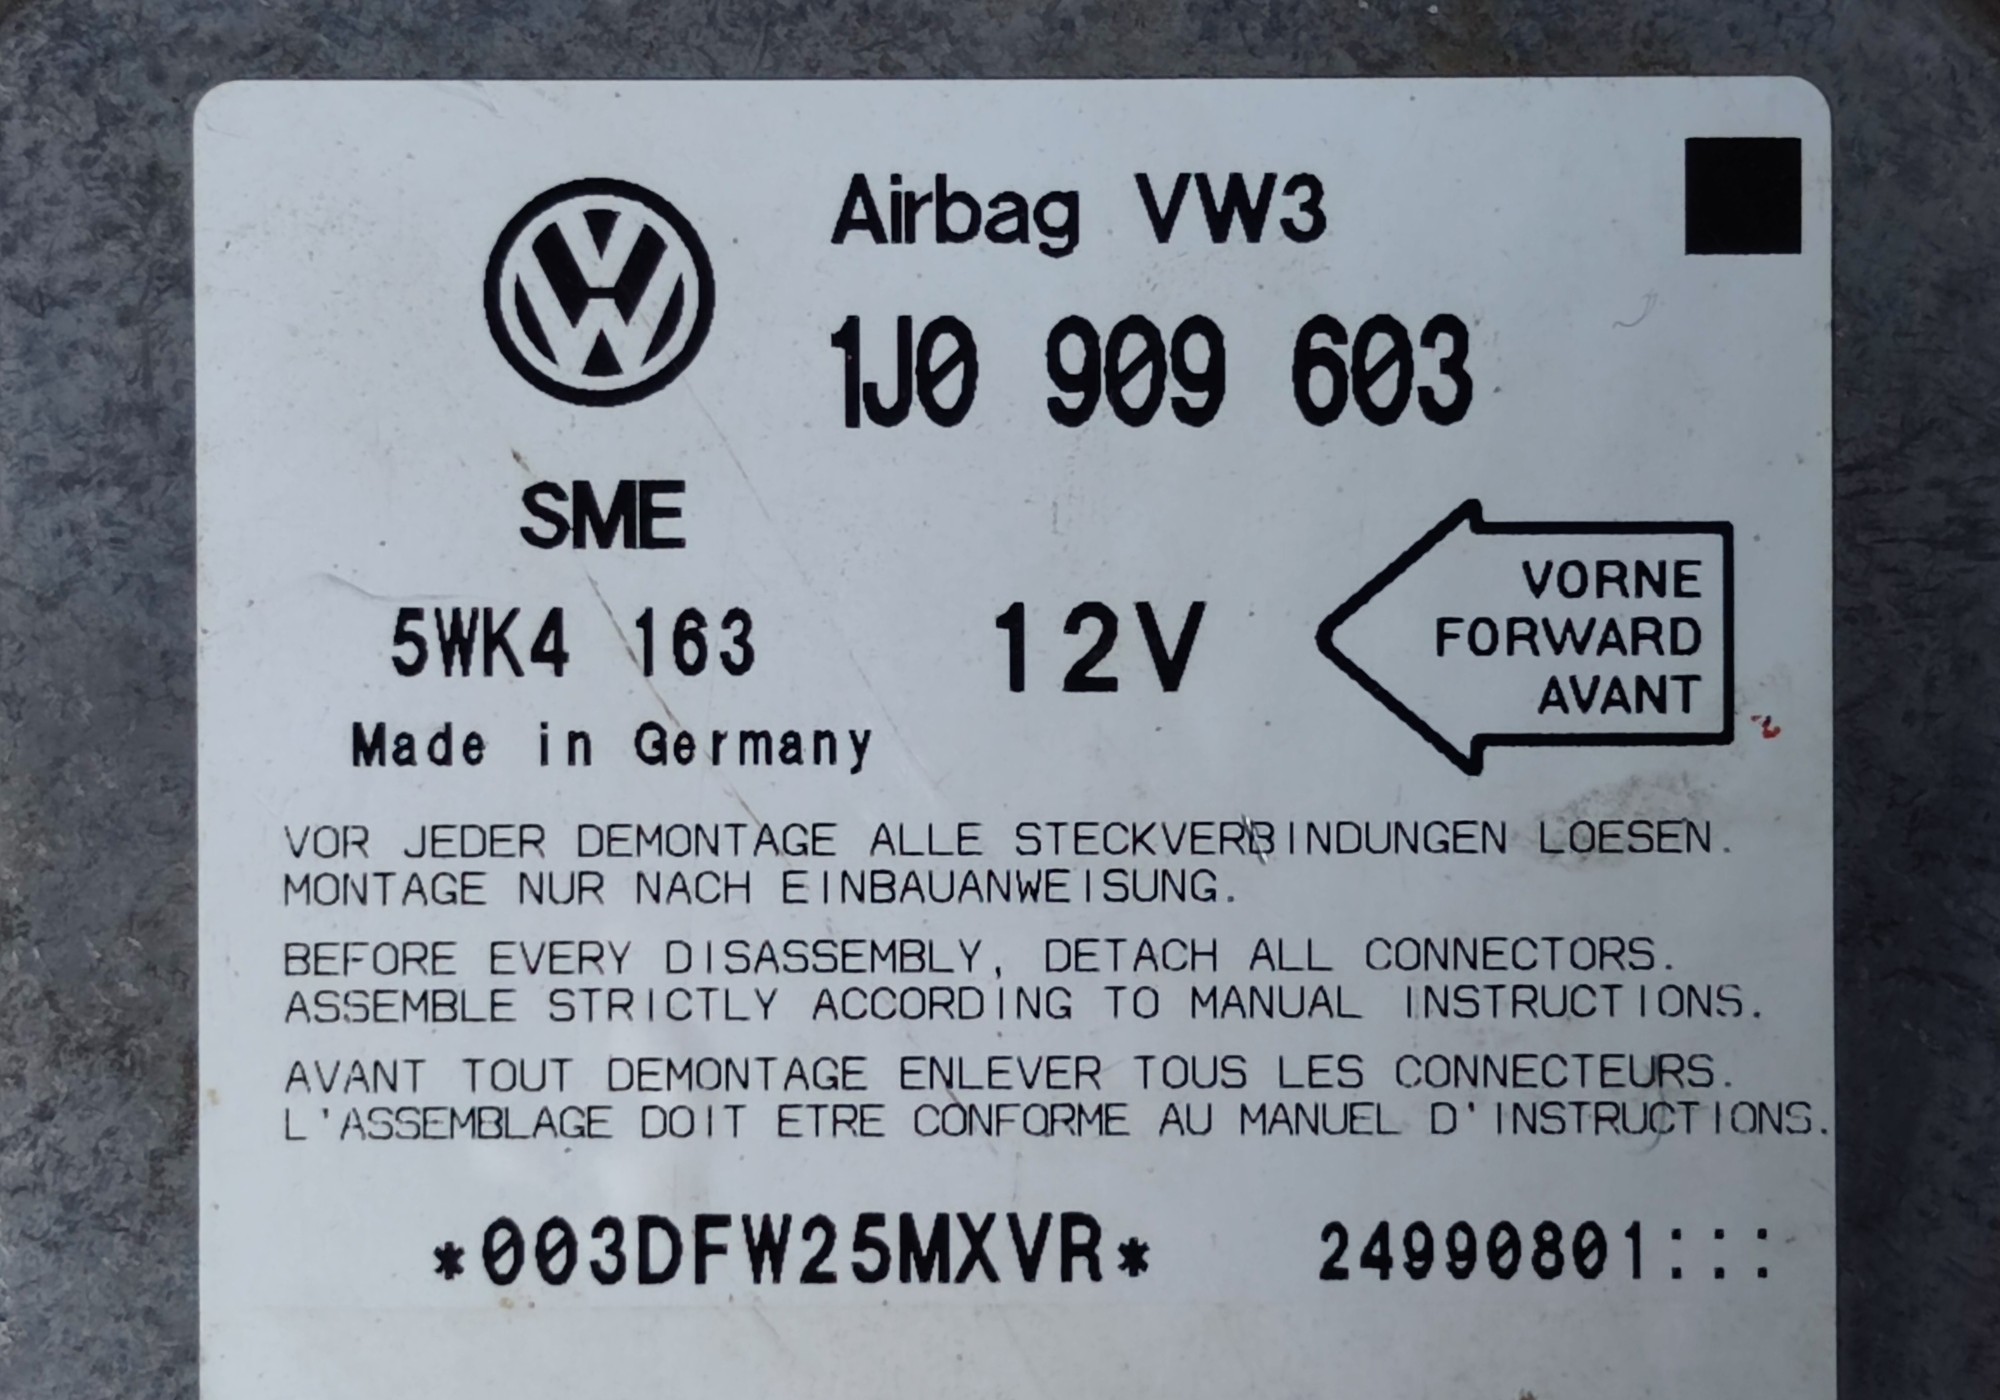 Airbag VW3
1J0 909 603
SME
5WK4 163
12V
VORNE
FORWARD
AVANT
Made in Germany
VOR JEDER DEMONTAGE ALLE STECKVERBINDUNGEN LOESEN.
MONTAGE NUR NACH EINBAUANWEISUNG.
BEFORE EVERY DISASSEMBLY, DETACH ALL CONNECTORS.
ASSEMBLE STRICTLY ACCORDING TO MANUAL INSTRUCTIONS.
AVANT TOUT DEMONTAGE ENLEVER TOUS LES CONNECTEURS.
L'ASSEMBLAGE DOIT ETRE CONFORME AU MANUEL D'INSTRUCTIONS.
*003DFW25MXVR* 24990801:::